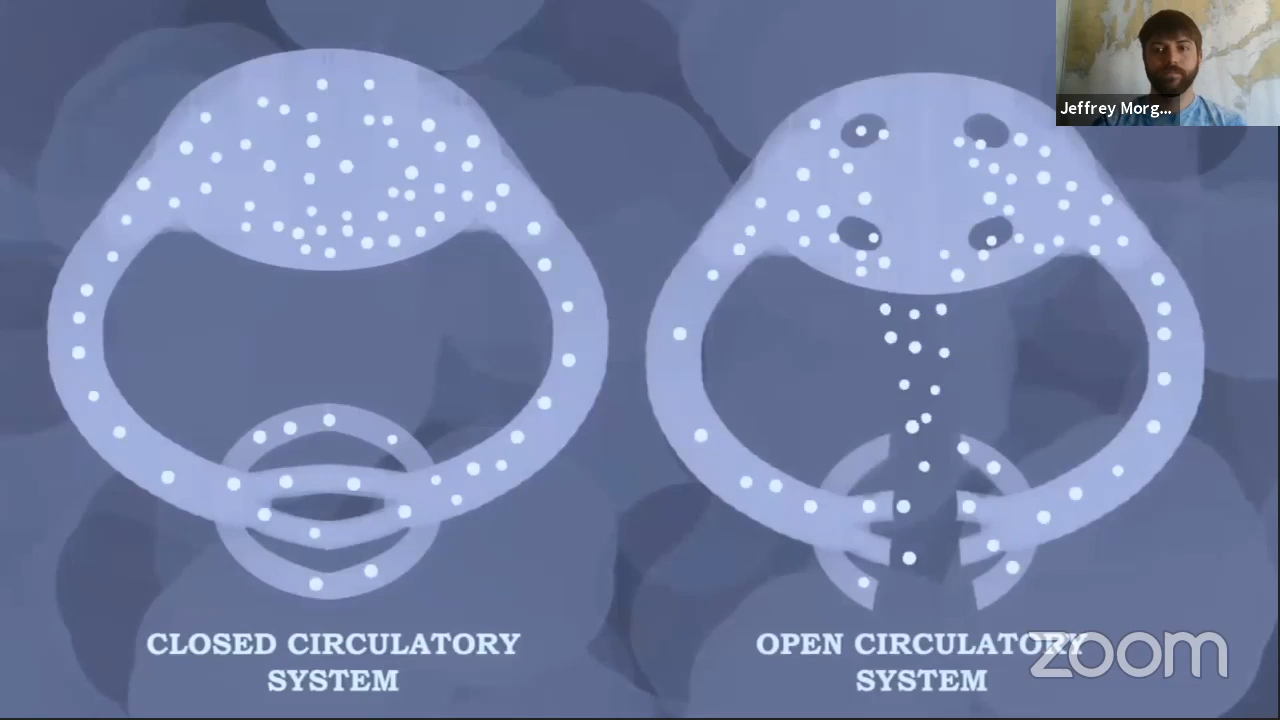 Jeffrey Morg...
CLOSED CIRCULATORY
SYSTEM
OPEN CIRCULATORY
SYSTEM
zoom